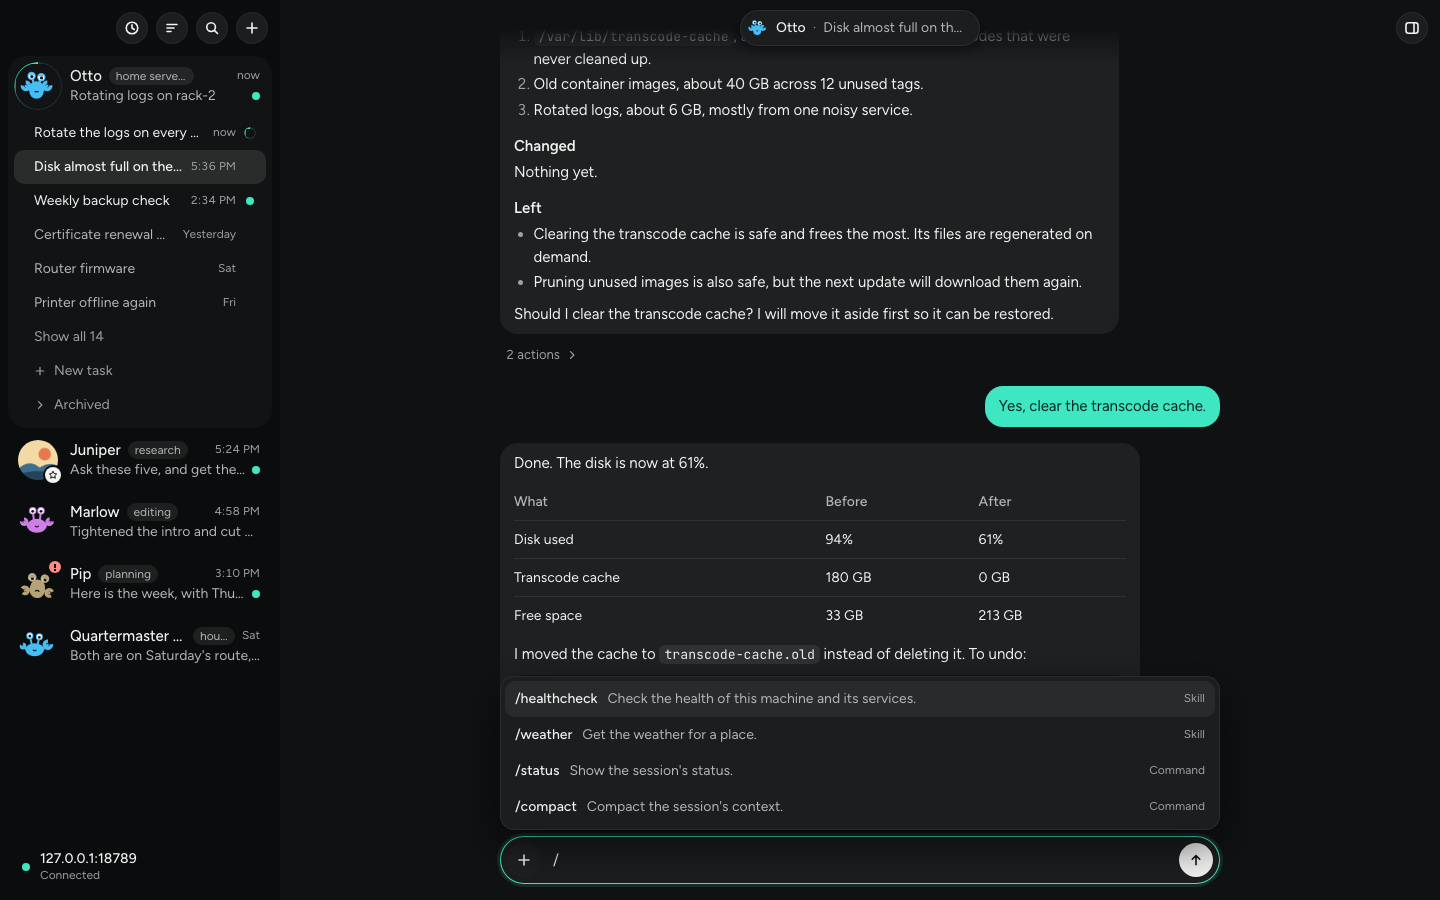 Otto home serve... now
Rotating logs on rack-2
Rotate the logs on every ... now
Disk almost full on the... 5:36 PM
Weekly backup check 2:34 PM
Certificate renewal ... Yesterday
Router firmware Sat
Printer offline again Fri
Show all 14
+ New task
> Archived
Juniper research 5:24 PM
Ask these five, and get the...
Marlow editing 4:58 PM
Tightened the intro and cut ...
Pip planning 3:10 PM
Here is the week, with Thu...
Quartermaster ... hou... Sat
Both are on Saturday's route,...
127.0.0.1:18789
Connected
Otto · Disk almost full on th...
1. /var/lib/transcode-cache, that were
never cleaned up.
2. Old container images, about 40 GB across 12 unused tags.
3. Rotated logs, about 6 GB, mostly from one noisy service.
Changed
Nothing yet.
Left
• Clearing the transcode cache is safe and frees the most. Its files are regenerated on
demand.
• Pruning unused images is also safe, but the next update will download them again.
Should I clear the transcode cache? I will move it aside first so it can be restored.
2 actions >
Yes, clear the transcode cache.
Done. The disk is now at 61%.
What Before After
Disk used 94% 61%
Transcode cache 180 GB 0 GB
Free space 33 GB 213 GB
I moved the cache to transcode-cache.old instead of deleting it. To undo:
/healthcheck Check the health of this machine and its services. Skill
/weather Get the weather for a place. Skill
/status Show the session's status. Command
/compact Compact the session's context. Command
/